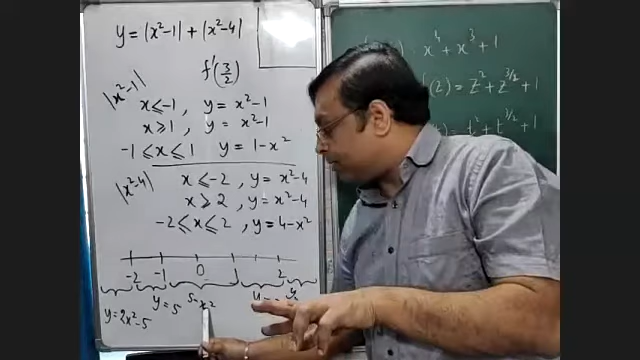 y = |x²-1| + |x²-4|
f'(3/2)
|x²-1|
x ≤ -1 , y = x²-1
x ≥ 1 , y = x²-1
-1 ≤ x ≤ 1 y = 1-x²
|x²-4| x ≤ -2 , y = x²-4
x ≥ 2 , y = x²-4
-2 ≤ x ≤ 2 , y = 4-x²
-2 -1 0 1 2
y = 2x²-5 y = 5
x⁴ + x³ + 1
(2) = z² + z^3/2 + 1
t² + t^3/2 + 1